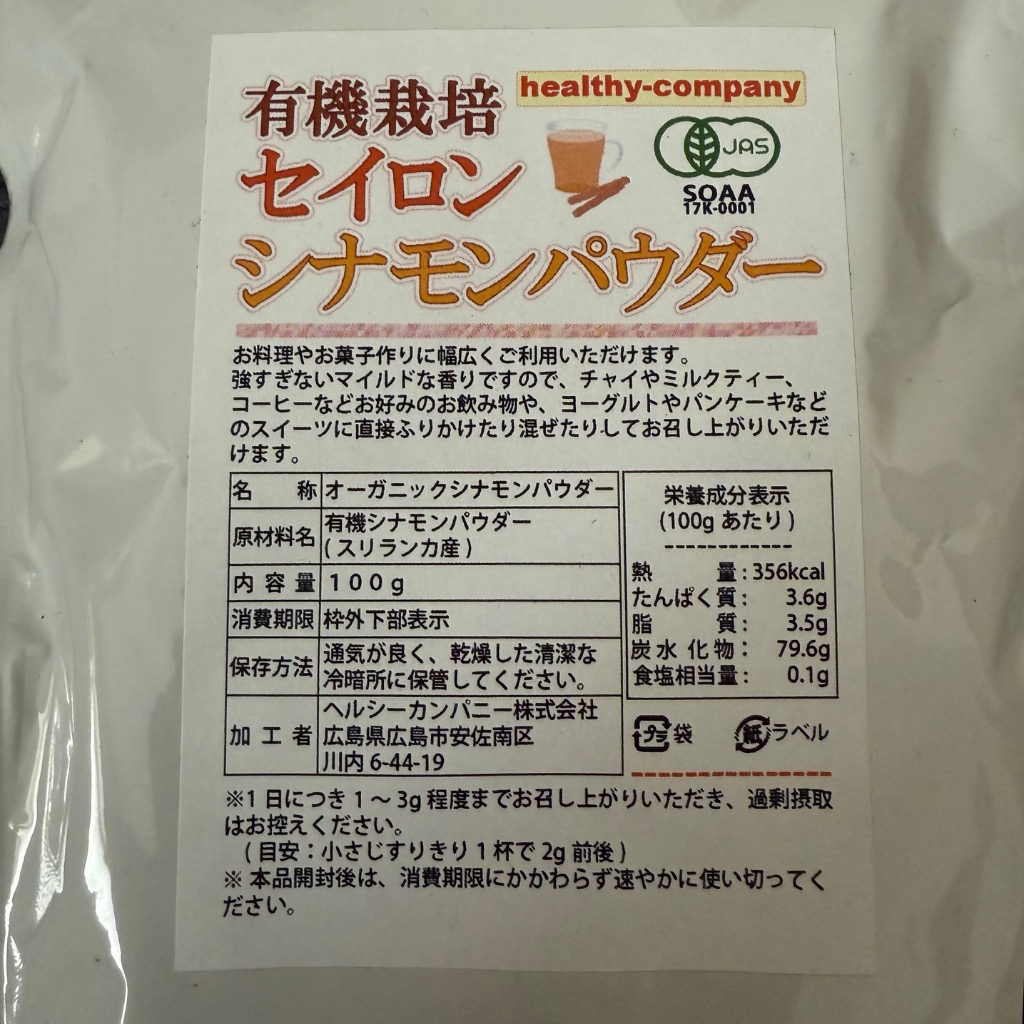 有機栽培
healthy-company
セイロン
JAS
SOAA
17K-0001
シナモンパウダー
お料理やお菓子作りに幅広くご利用いただけます。
強すぎないマイルドな香りですので、チャイやミルクティー、
コーヒーなどお好みのお飲み物や、ヨーグルトやパンケーキなど
のスイーツに直接ふりかけたり混ぜたりしてお召し上がりいただ
けます。
名 称 オーガニックシナモンパウダー
原材料名 有機シナモンパウダー
(スリランカ産)
内容量 100g
消費期限 枠外下部表示
保存方法 通気が良く、乾燥した清潔な
冷暗所に保管してください。
加工者 ヘルシーカンパニー株式会社
広島県広島市安佐南区
川内 6-44-19
栄養成分表示
(100g あたり)
熱 量:356kcal
たんぱく質: 3.6g
脂 質: 3.5g
炭水化物: 79.6g
食塩相当量: 0.1g
プラ 袋 紙 ラベル
※1日につき1～3g程度までお召し上がりいただき、過剰摂取
はお控えください。
(目安：小さじすりきり1杯で2g前後)
※本品開封後は、消費期限にかかわらず速やかに使い切ってく
ださい。